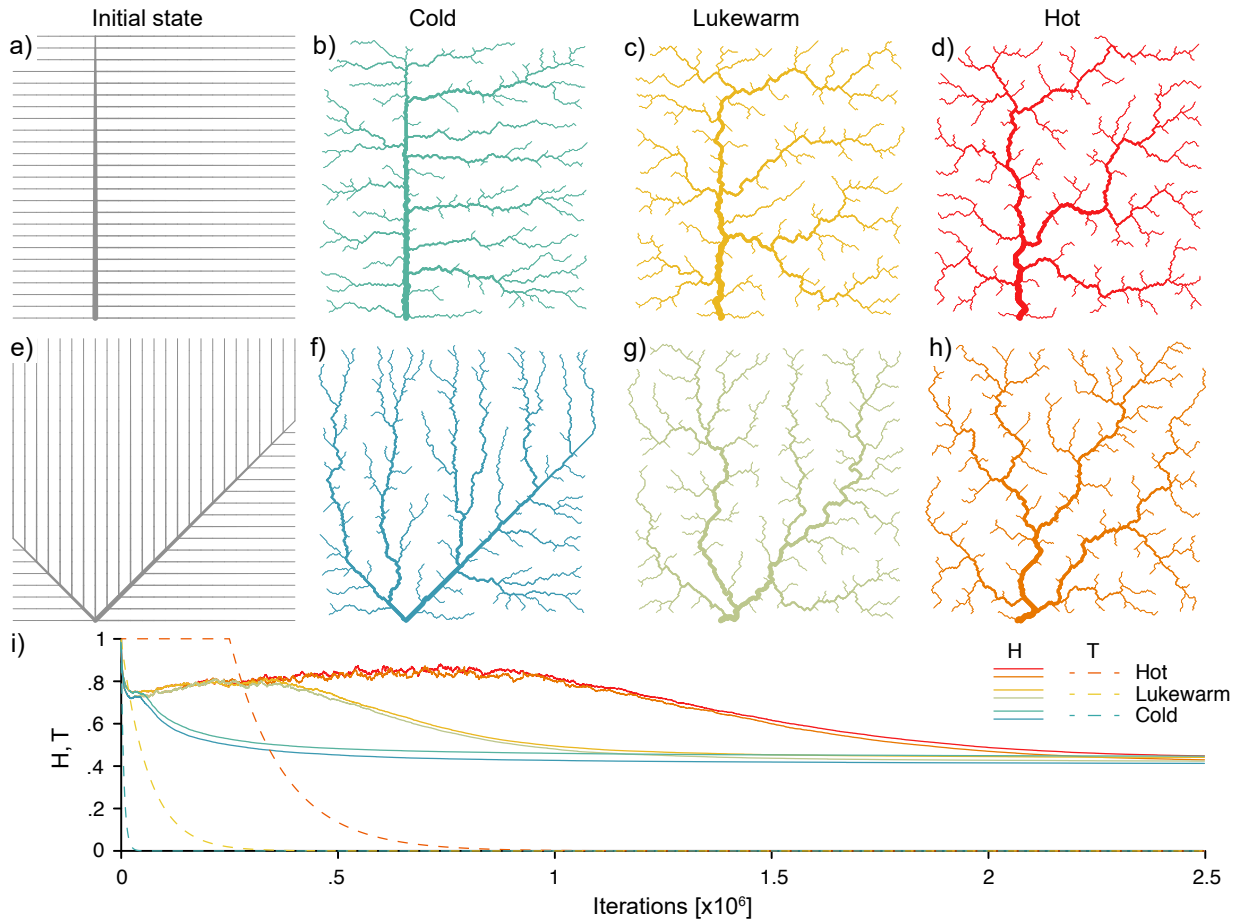 Initial state
Cold
Lukewarm
Hot
a)
b)
c)
d)
e)
f)
g)
h)
i)
H T
Hot
Lukewarm
Cold
H, T
1
.8
.6
.4
.2
0
0 .5 1 1.5 2 2.5
Iterations [x10⁶]